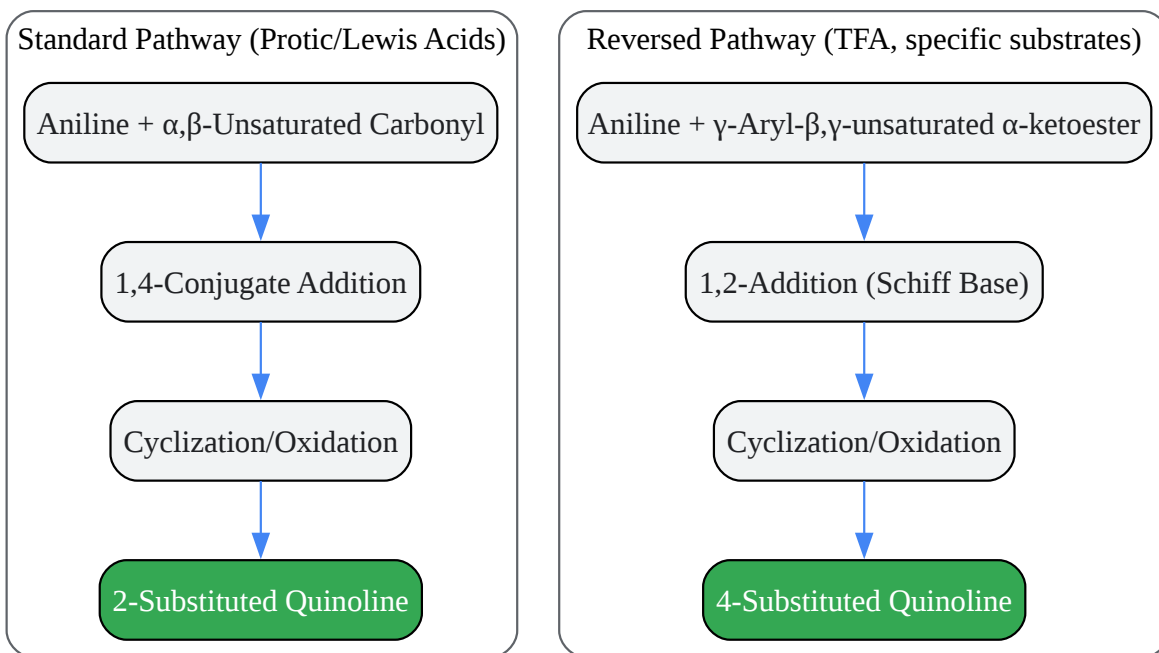 Standard Pathway (Protic/Lewis Acids)
Aniline + α,β-Unsaturated Carbonyl
1,4-Conjugate Addition
Cyclization/Oxidation
2-Substituted Quinoline
Reversed Pathway (TFA, specific substrates)
Aniline + γ-Aryl-β,γ-unsaturated α-ketoester
1,2-Addition (Schiff Base)
Cyclization/Oxidation
4-Substituted Quinoline